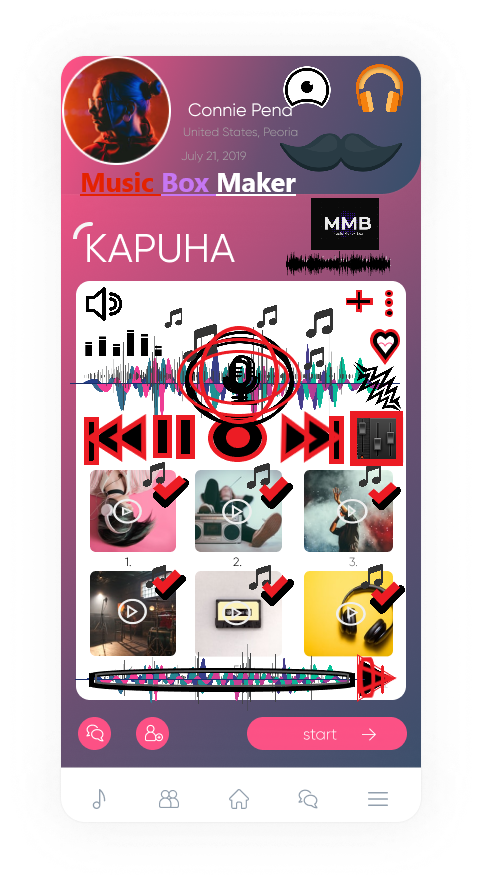 Connie Pena
United States, Peoria
July 21, 2019
Music Box Maker
MMB
KAPUHA
1.
2.
3.
start